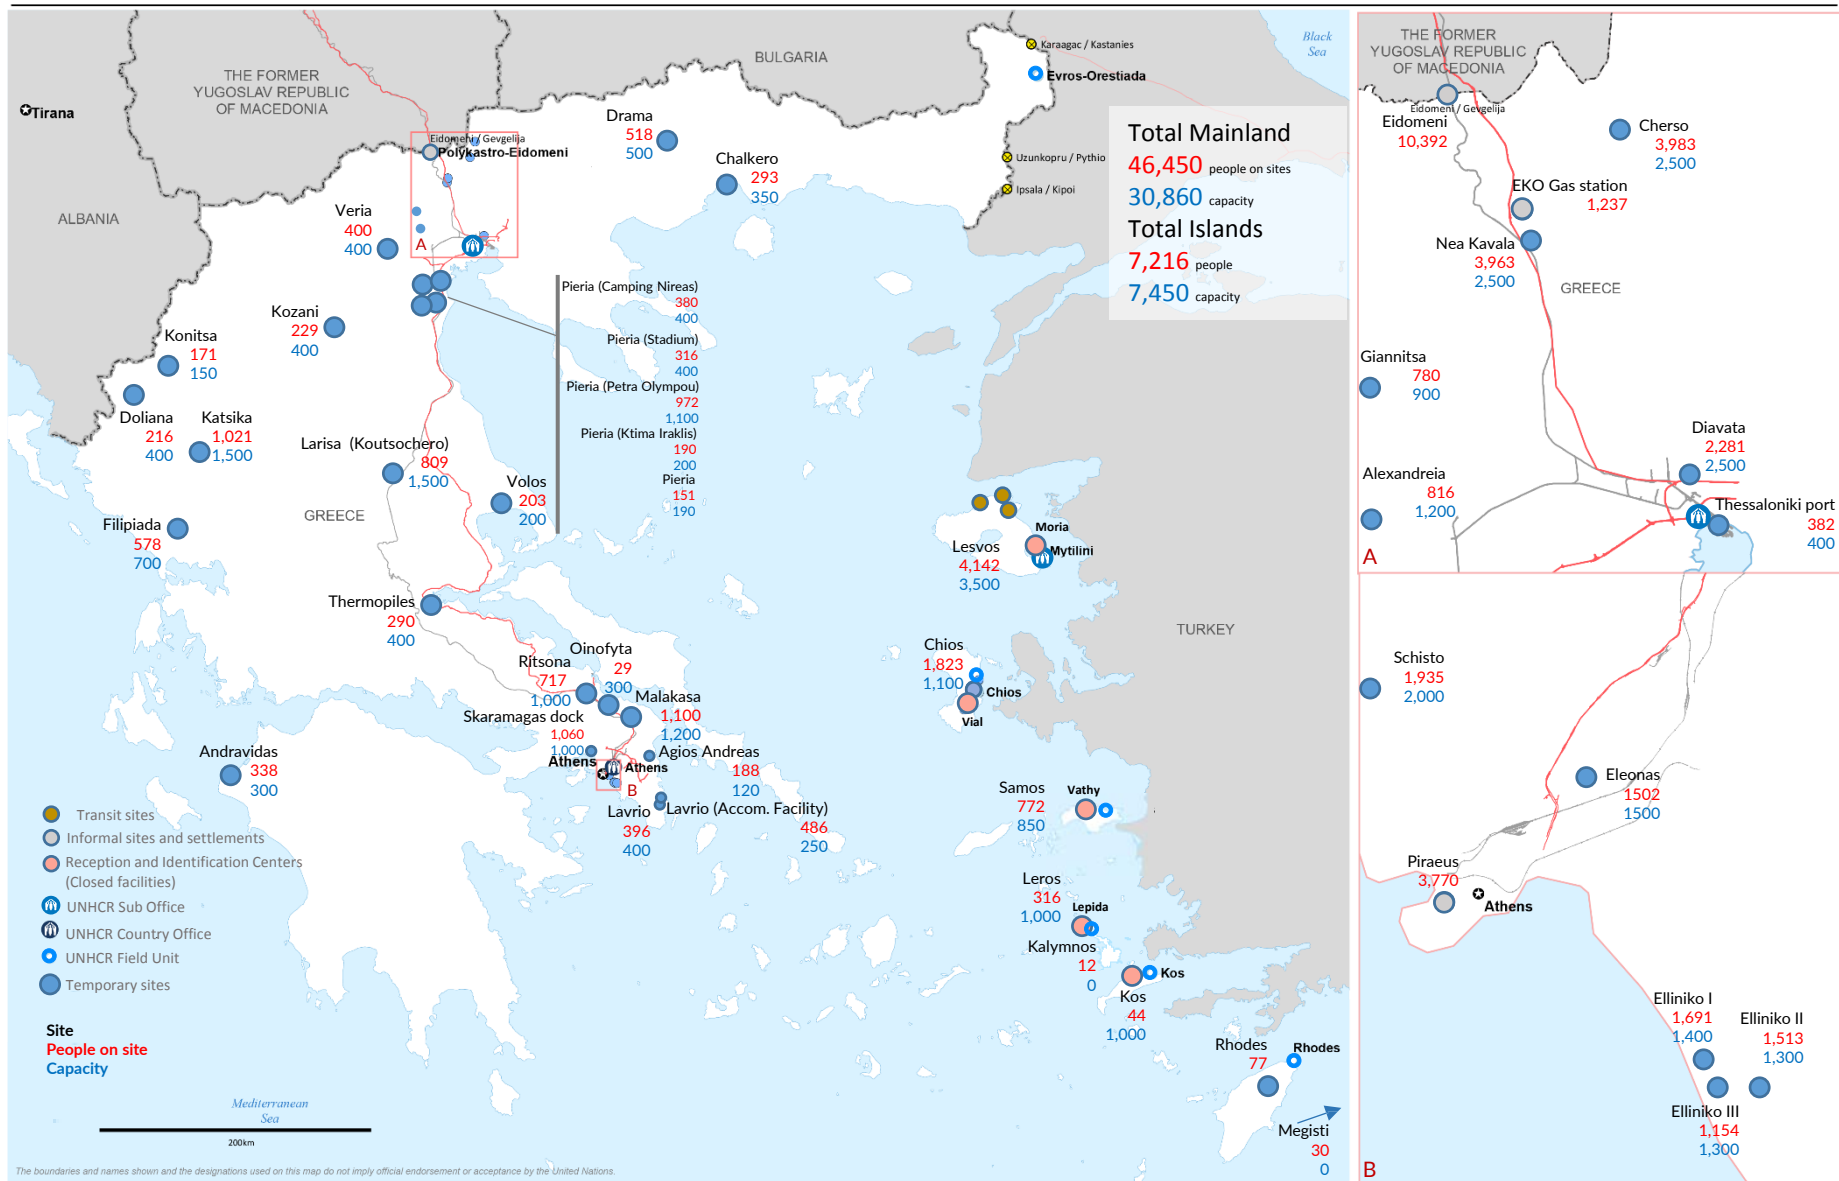 THE FORMER
YUGOSLAV REPUBLIC
OF MACEDONIA
BULGARIA
Black
Sea
Karaagac / Kastanies
Evros-Orestiada
Tirana
ALBANIA
Eidomeni / Gevgelija
Polykastro-Eidomeni
Drama
518
500
Chalkero
293
350
Uzunkopru / Pythio
Ipsala / Kipoi
Total Mainland
46,450 people on sites
30,860 capacity
Total Islands
7,216 people
7,450 capacity
Veria
400
400
A
Kozani
229
400
Konitsa
171
150
Doliana
216
400
Katsika
1,021
1,500
Pieria (Camping Nireas)
380
400
Pieria (Stadium)
316
400
Pieria (Petra Olympou)
972
1,100
Pieria (Ktima Iraklis)
190
200
Pieria
151
190
Larisa (Koutsochero)
809
1,500
Volos
203
200
GREECE
Filipiada
578
700
Thermopiles
290
400
Oinofyta
29
300
Ritsona
717
1,000
Malakasa
1,100
1,200
Skaramagas dock
1,060
1,000
Athens
Athens
B
Agios Andreas
188
120
Lavrio
396
400
Lavrio (Accom. Facility)
486
250
Andravidas
338
300
Moria
Mytilini
Lesvos
4,142
3,500
TURKEY
Chios
1,823
1,100
Chios
Vial
Samos
772
850
Vathy
Leros
316
1,000
Lepida
Kalymnos
12
0
Kos
Kos
44
1,000
Rhodes
77
Rhodes
Megisti
30
0
Transit sites
Informal sites and settlements
Reception and Identification Centers
(Closed facilities)
UNHCR Sub Office
UNHCR Country Office
UNHCR Field Unit
Temporary sites
Site
People on site
Capacity
Mediterranean
Sea
200km
The boundaries and names shown and the designations used on this map do not imply official endorsement or acceptance by the United Nations.
THE FORMER
YUGOSLAV REPUBLIC
OF MACEDONIA
Eidomeni / Gevgelija
Eidomeni
10,392
Cherso
3,983
2,500
EKO Gas station
1,237
Nea Kavala
3,963
2,500
GREECE
Giannitsa
780
900
Diavata
2,281
2,500
Alexandreia
816
1,200
Thessaloniki port
382
400
A
Schisto
1,935
2,000
Eleonas
1502
1500
Piraeus
3,770
Athens
Elliniko I
1,691
1,400
Elliniko II
1,513
1,300
Elliniko III
1,154
1,300
B